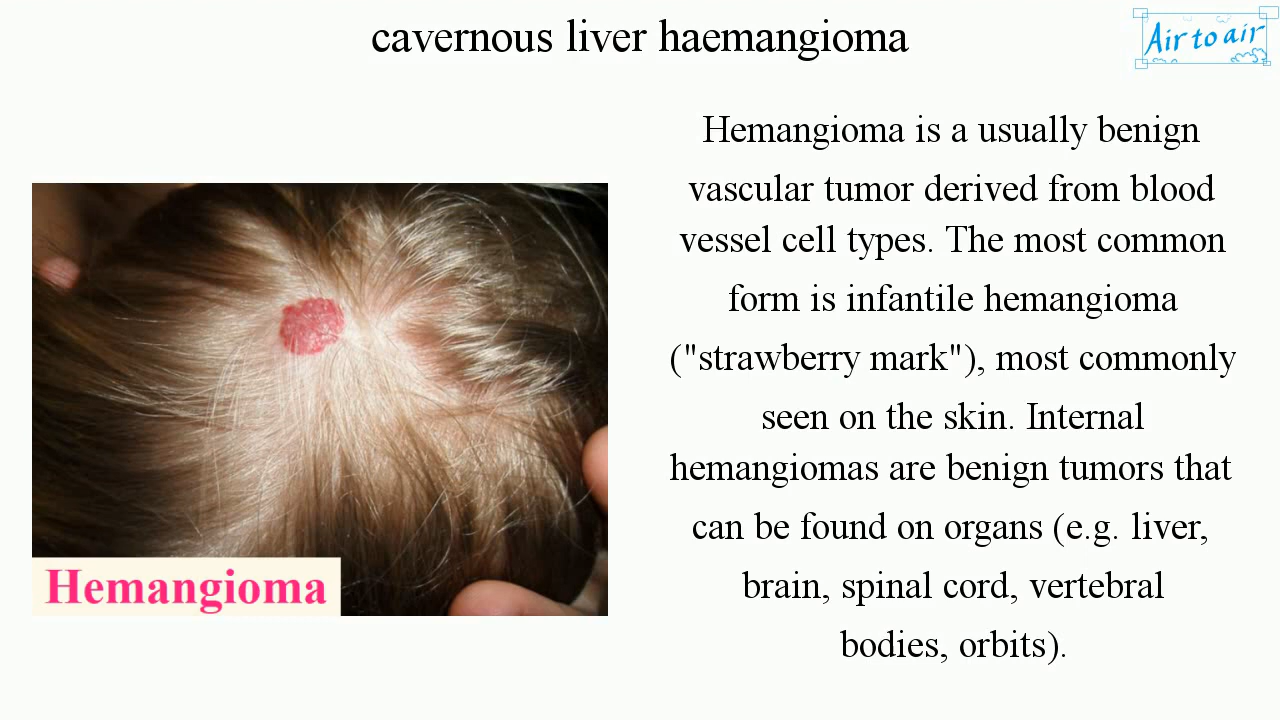 cavernous liver haemangioma
Air to air
Hemangioma is a usually benign
vascular tumor derived from blood
vessel cell types. The most common
form is infantile hemangioma
("strawberry mark"), most commonly
seen on the skin. Internal
hemangiomas are benign tumors that
can be found on organs (e.g. liver,
brain, spinal cord, vertebral
bodies, orbits).
Hemangioma